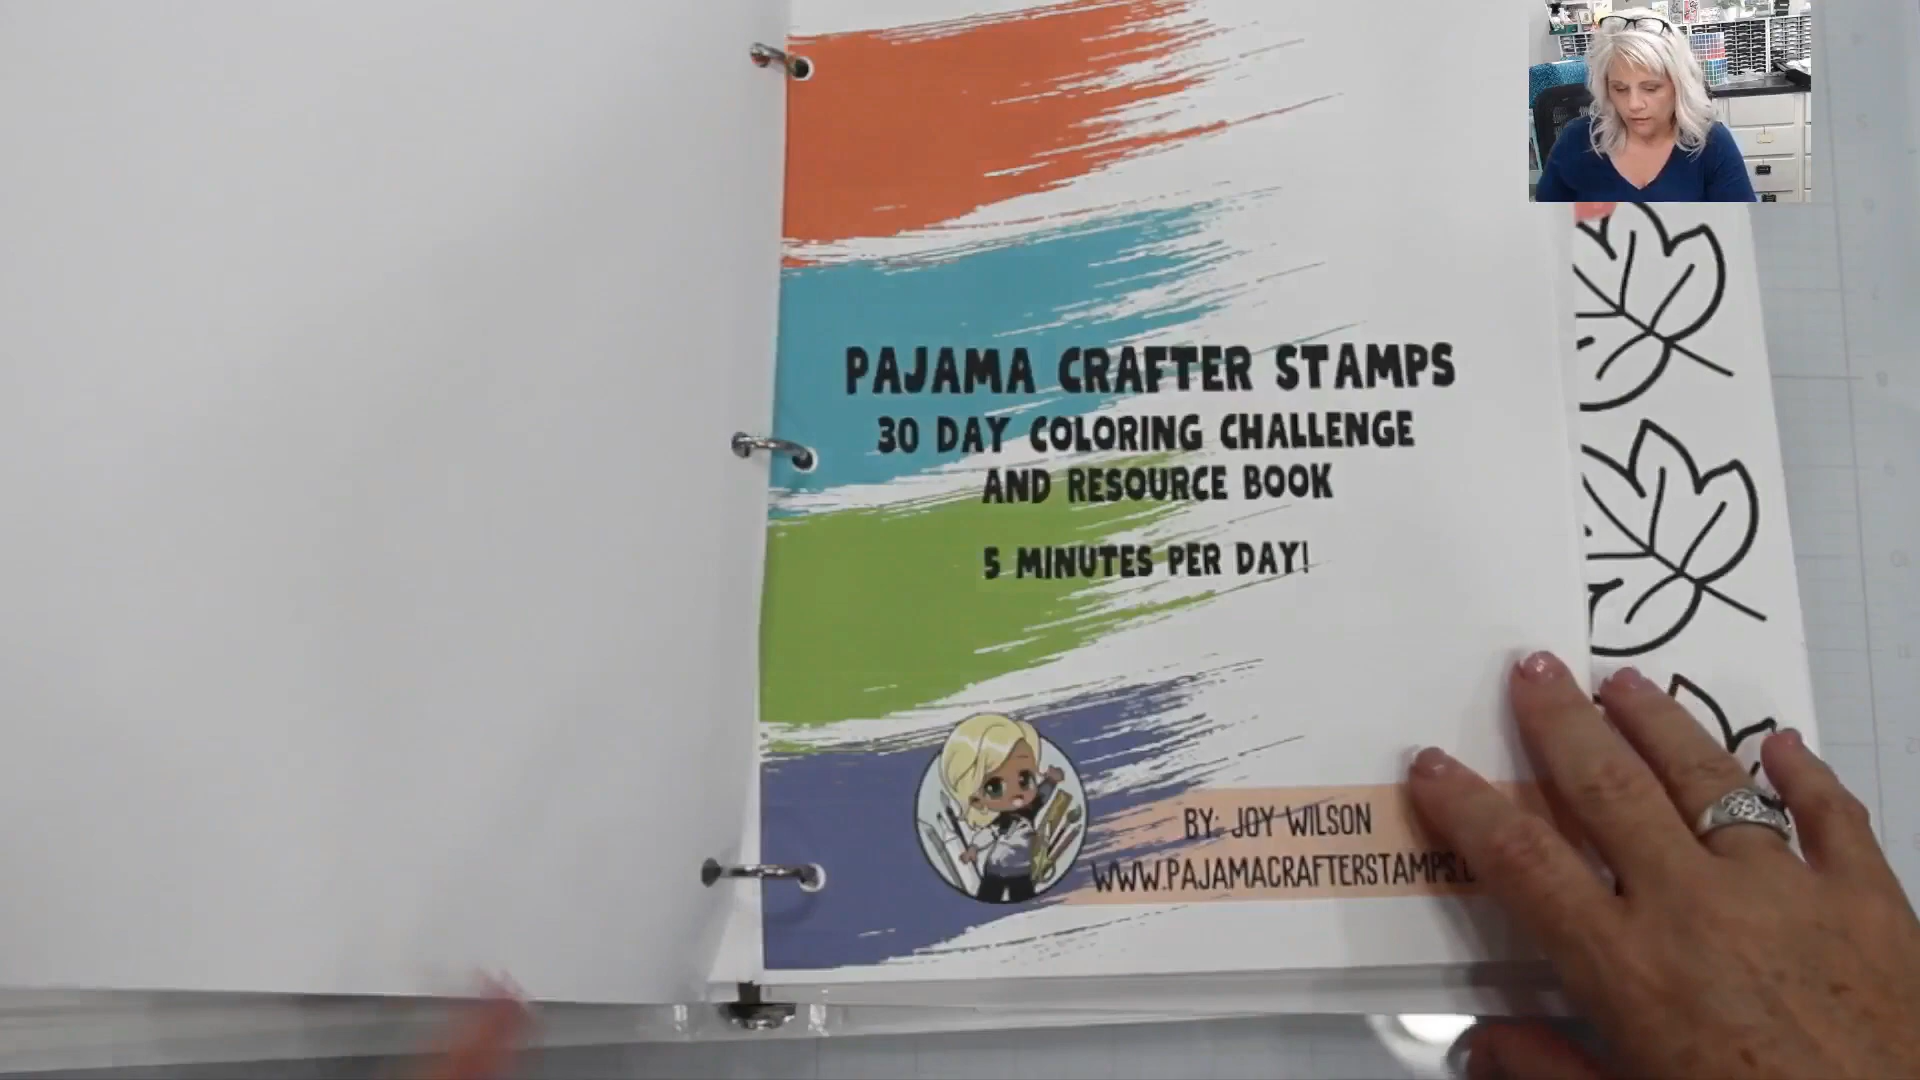 PAJAMA CRAFTER STAMPS
30 DAY COLORING CHALLENGE
AND RESOURCE BOOK
5 MINUTES PER DAY!
BY: JOY WILSON
WWW.PAJAMACRAFTERSTAMPS.C